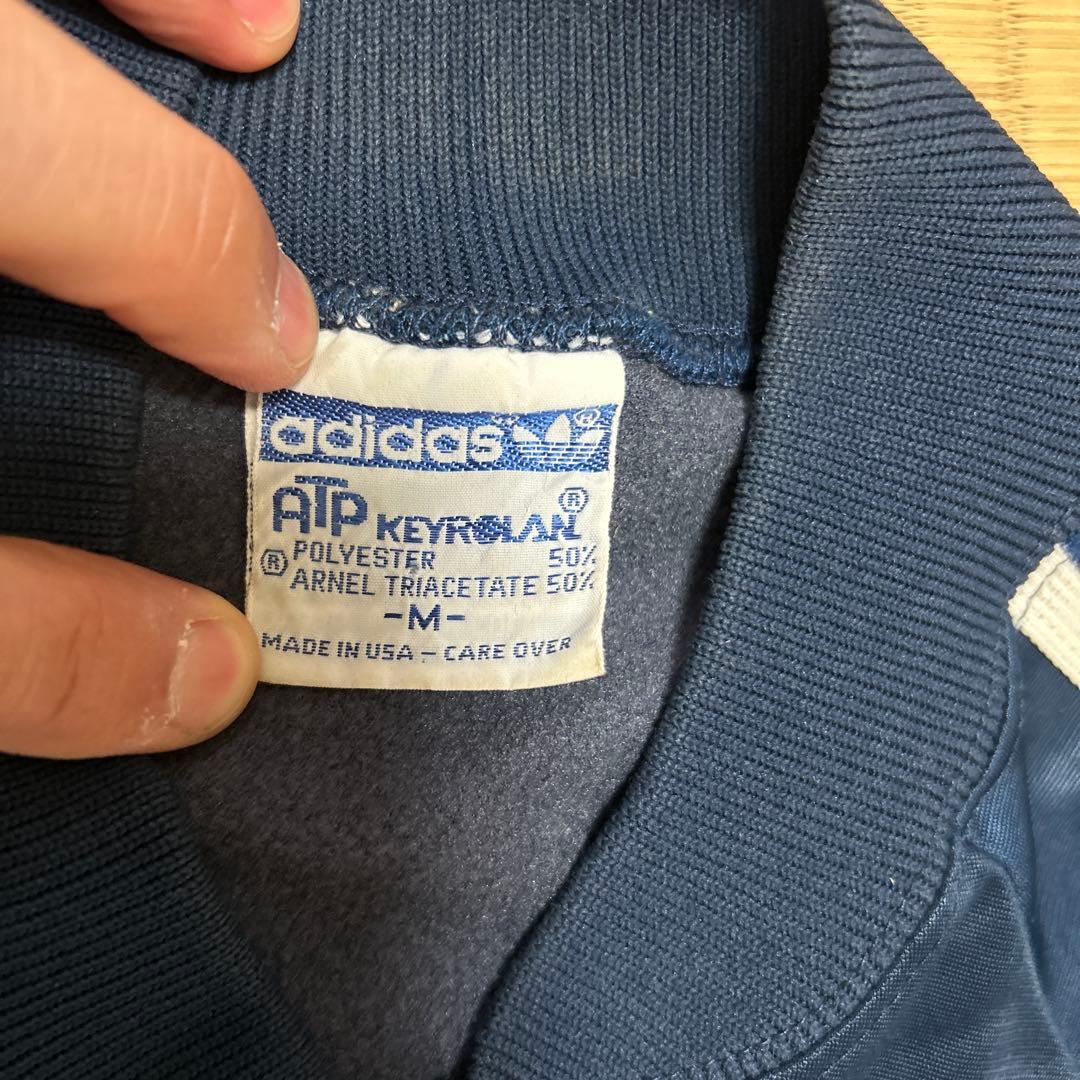 adidas ®
ATP KEYROLAN ®
® POLYESTER 50%
ARNEL TRIACETATE 50%
-M-
MADE IN USA - CARE OVER